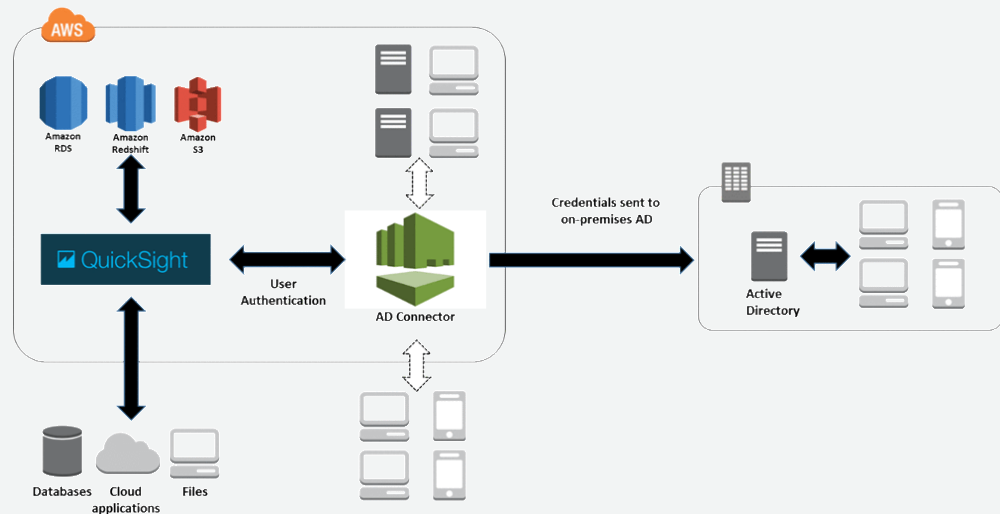 AWS
Amazon
RDS
Amazon
Redshift
Amazon
S3
QuickSight
User
Authentication
AD Connector
Credentials sent to
on-premises AD
Active
Directory
Databases
Cloud
applications
Files